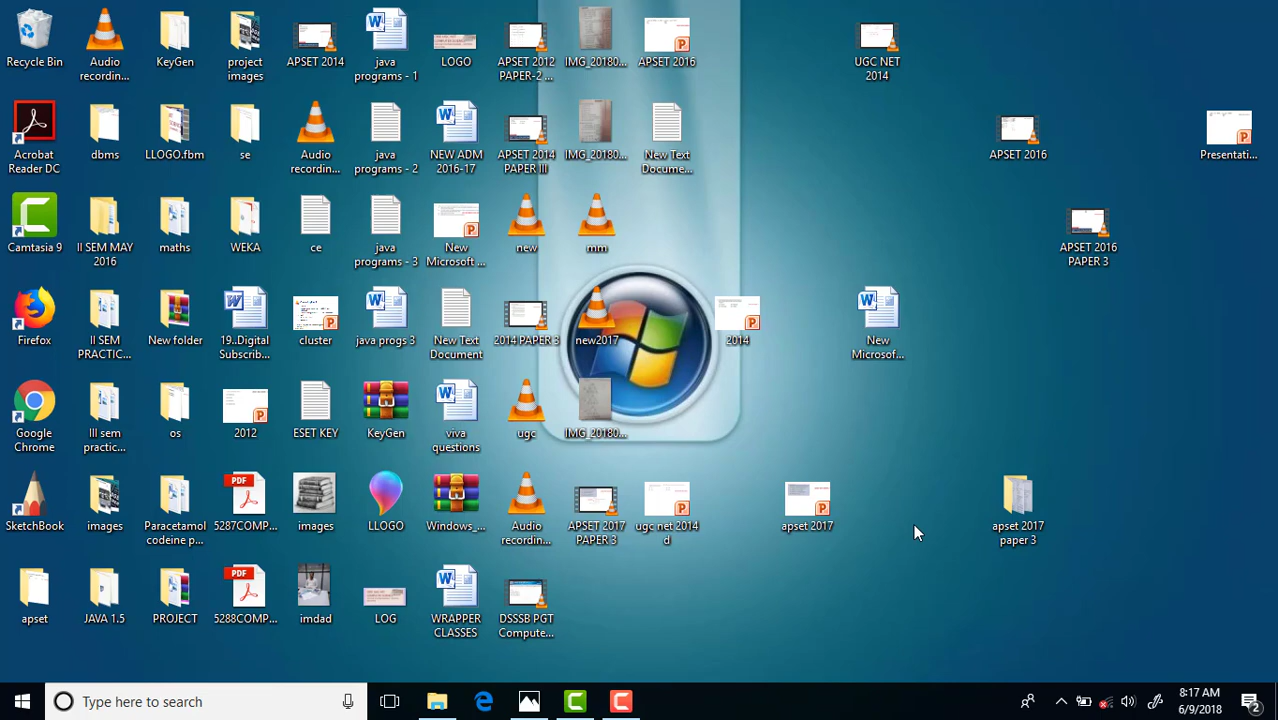 Recycle Bin
Audio recordin...
KeyGen
project images
APSET 2014
java programs - 1
LOGO
APSET 2012 PAPER-2 ...
IMG_20180...
APSET 2016
UGC NET 2014
Acrobat Reader DC
dbms
LLOGO.fbm
se
Audio recordin...
java programs - 2
NEW ADM 2016-17
APSET 2014 PAPER III
IMG_20180...
New Text Docume...
APSET 2016
Presentati...
Camtasia 9
II SEM MAY 2016
maths
WEKA
ce
java programs - 3
New Microsoft ...
new
mm
APSET 2016 PAPER 3
Firefox
II SEM PRACTIC...
New folder
19..Digital Subscrib...
cluster
java progs 3
New Text Document
2014 PAPER 3
new2017
2014
New Microsof...
Google Chrome
III sem practic...
os
2012
ESET KEY
KeyGen
viva questions
ugc
IMG_20180...
SketchBook
images
Paracetamol codeine p...
PDF
5287COMP...
images
LLOGO
Windows_...
Audio recordin...
APSET 2017 PAPER 3
ugc net 2014 d
apset 2017
apset 2017 paper 3
apset
JAVA 1.5
PROJECT
PDF
5288COMP...
imdad
LOG
WRAPPER CLASSES
DSSSB PGT Compute...
Type here to search
8:17 AM
6/9/2018
2